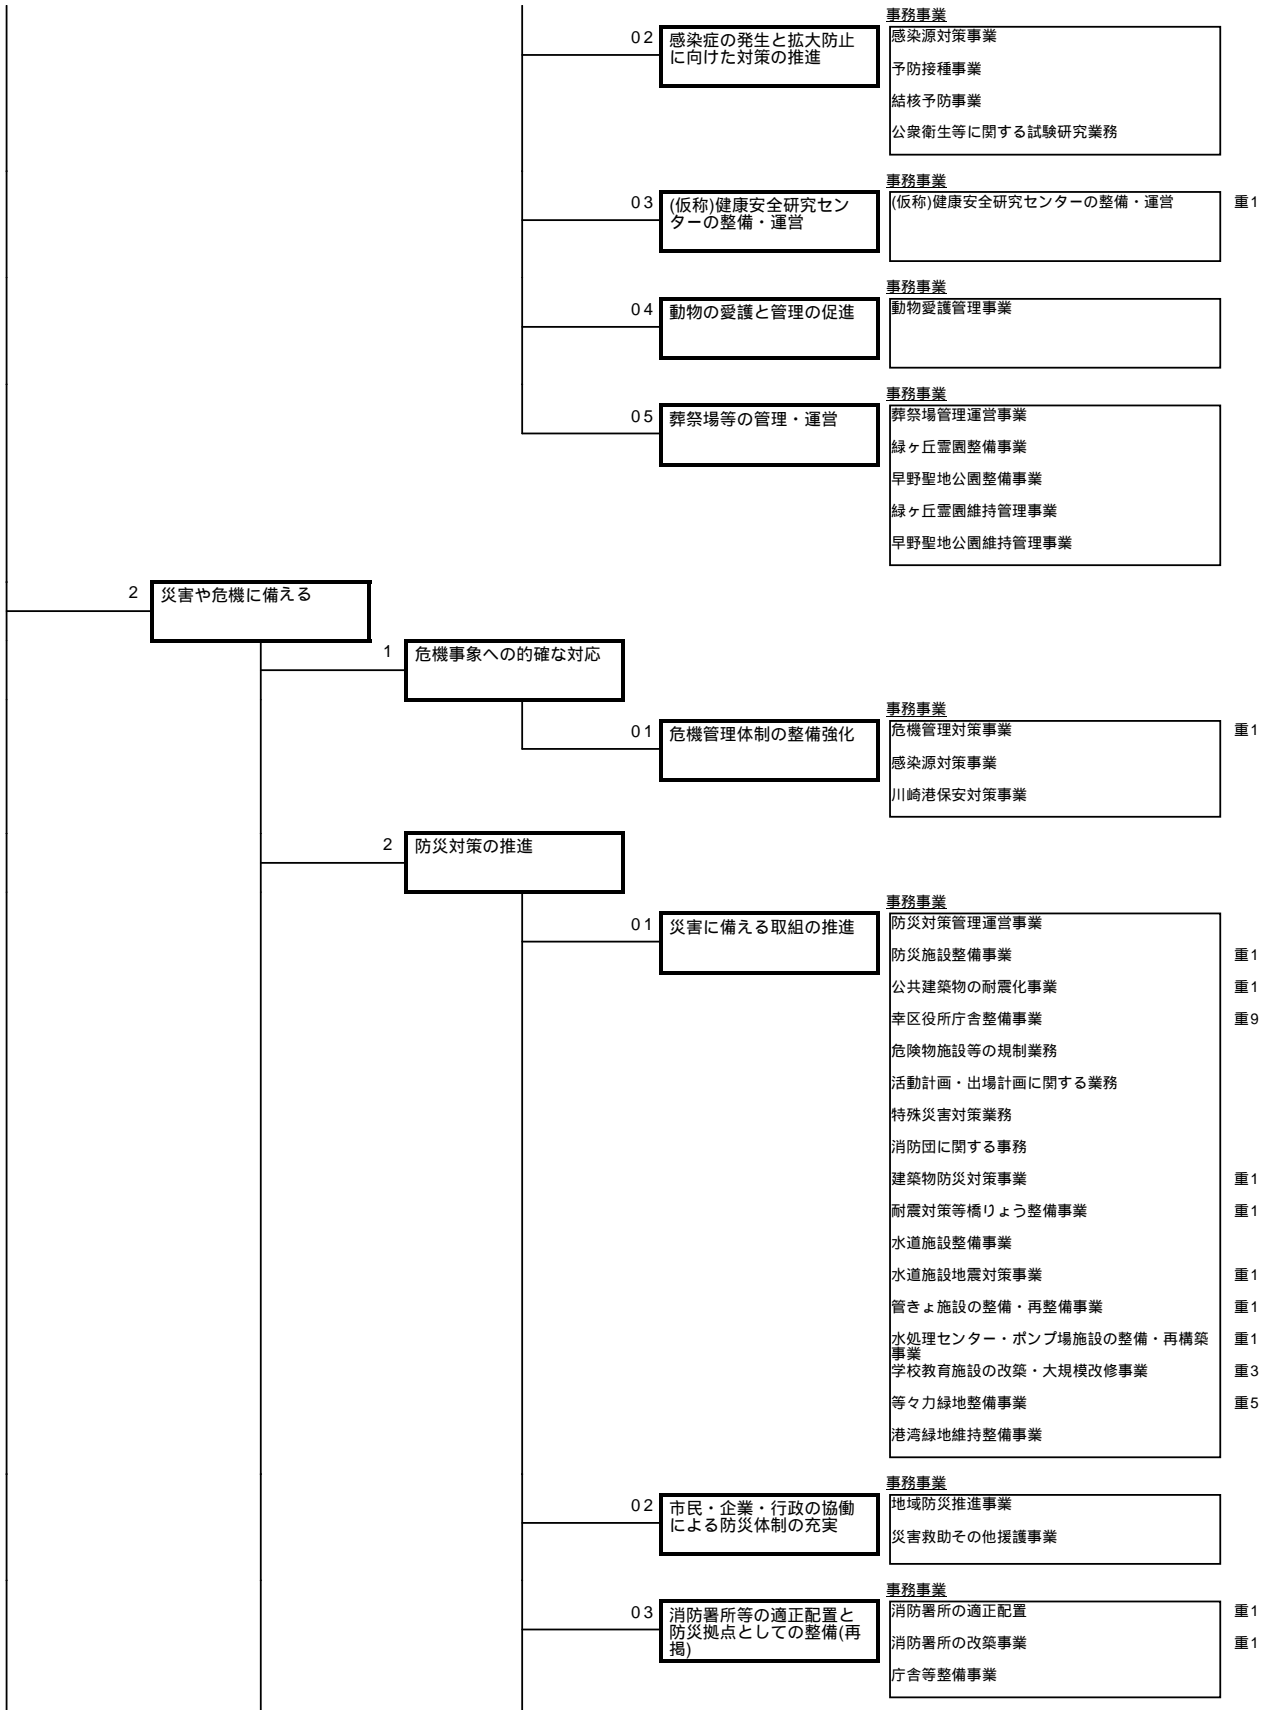 事務事業
02 感染症の発生と拡大防止
に向けた対策の推進
感染源対策事業
予防接種事業
結核予防事業
公衆衛生等に関する試験研究業務
事務事業
03 (仮称)健康安全研究セン
ターの整備・運営
(仮称)健康安全研究センターの整備・運営 重1
事務事業
04 動物の愛護と管理の促進
動物愛護管理事業
事務事業
05 葬祭場等の管理・運営
葬祭場管理運営事業
緑ヶ丘霊園整備事業
早野聖地公園整備事業
緑ヶ丘霊園維持管理事業
早野聖地公園維持管理事業
2 災害や危機に備える
1 危機事象への的確な対応
事務事業
01 危機管理体制の整備強化
危機管理対策事業 重1
感染源対策事業
川崎港保安対策事業
2 防災対策の推進
事務事業
01 災害に備える取組の推進
防災対策管理運営事業
防災施設整備事業 重1
公共建築物の耐震化事業 重1
幸区役所庁舎整備事業 重9
危険物施設等の規制業務
活動計画・出場計画に関する業務
特殊災害対策業務
消防団に関する事務
建築物防災対策事業 重1
耐震対策等橋りょう整備事業 重1
水道施設整備事業
水道施設地震対策事業 重1
管きょ施設の整備・再整備事業 重1
水処理センター・ポンプ場施設の整備・再構築 重1
事業
学校教育施設の改築・大規模改修事業 重3
等々力緑地整備事業 重5
港湾緑地維持整備事業
事務事業
02 市民・企業・行政の協働
による防災体制の充実
地域防災推進事業
災害救助その他援護事業
事務事業
03 消防署所等の適正配置と
防災拠点としての整備(再
掲)
消防署所の適正配置 重1
消防署所の改築事業 重1
庁舎等整備事業